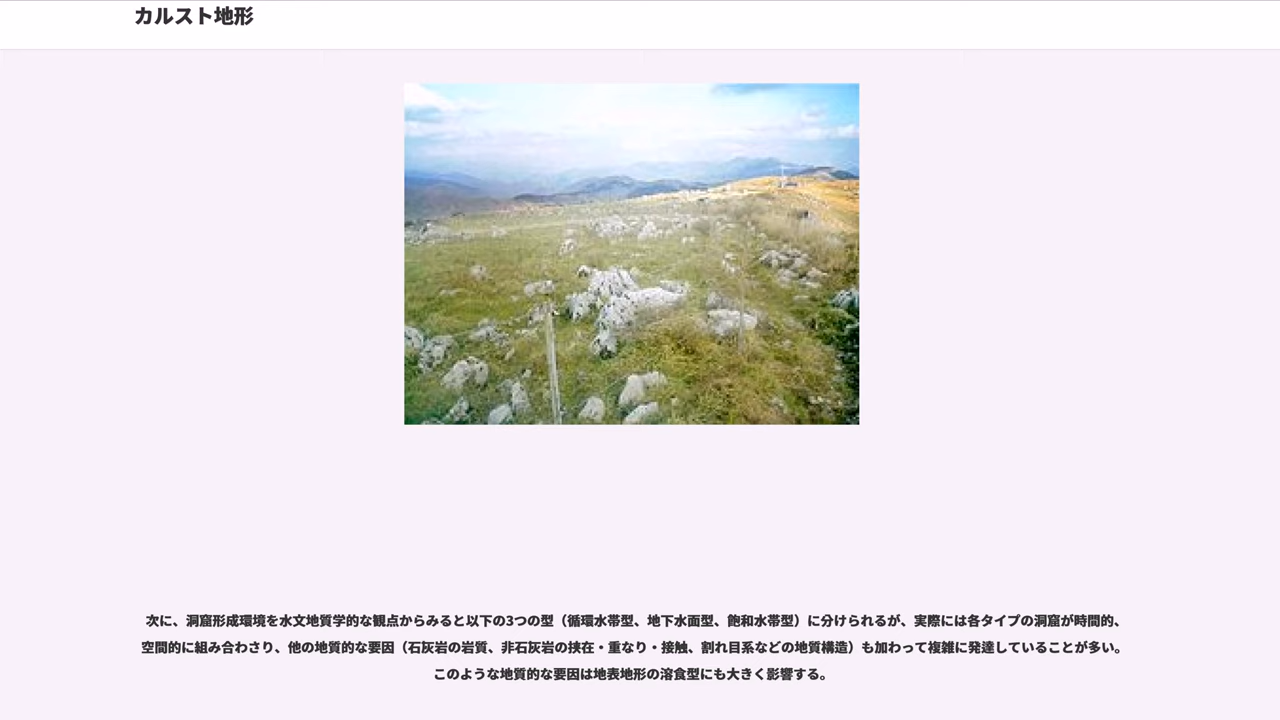 カルスト地形
次に、洞窟形成環境を水文地質学的な観点からみると以下の3つの型（循環水帯型、地下水面型、飽和水帯型）に分けられるが、実際には各タイプの洞窟が時間的、
空間的に組み合わさり、他の地質的な要因（石灰岩の岩質、非石灰岩の挟在・重なり・接触、割れ目系などの地質構造）も加わって複雑に発達していることが多い。
このような地質的な要因は地表地形の溶食型にも大きく影響する。